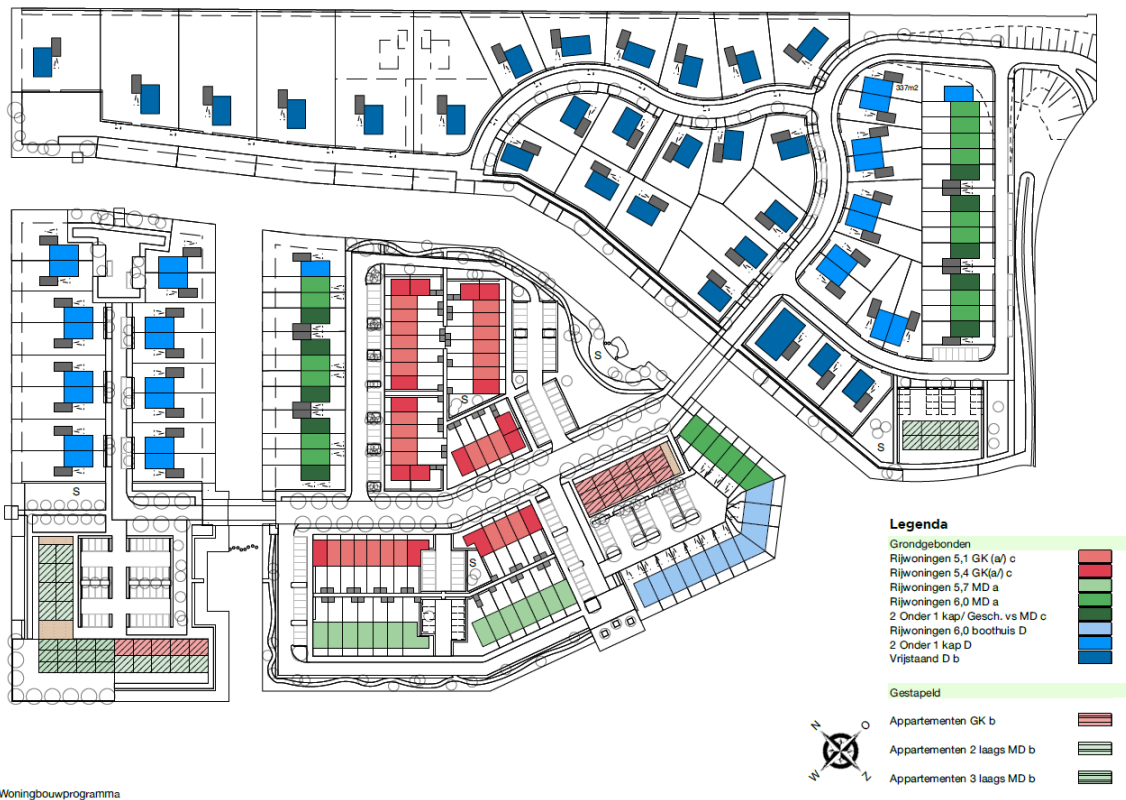 337m2
S
S
S
S
S
S
Legenda
Grondgebonden
Rijwoningen 5,1 GK (a/) c
Rijwoningen 5,4 GK(a/) c
Rijwoningen 5,7 MD a
Rijwoningen 6,0 MD a
2 Onder 1 kap/ Gesch. vs MD c
Rijwoningen 6,0 boothuis D
2 Onder 1 kap D
Vrijstaand D b
Gestapeld
Appartementen GK b
Appartementen 2 laags MD b
Appartementen 3 laags MD b
N
O
W
Z
Woningbouwprogramma